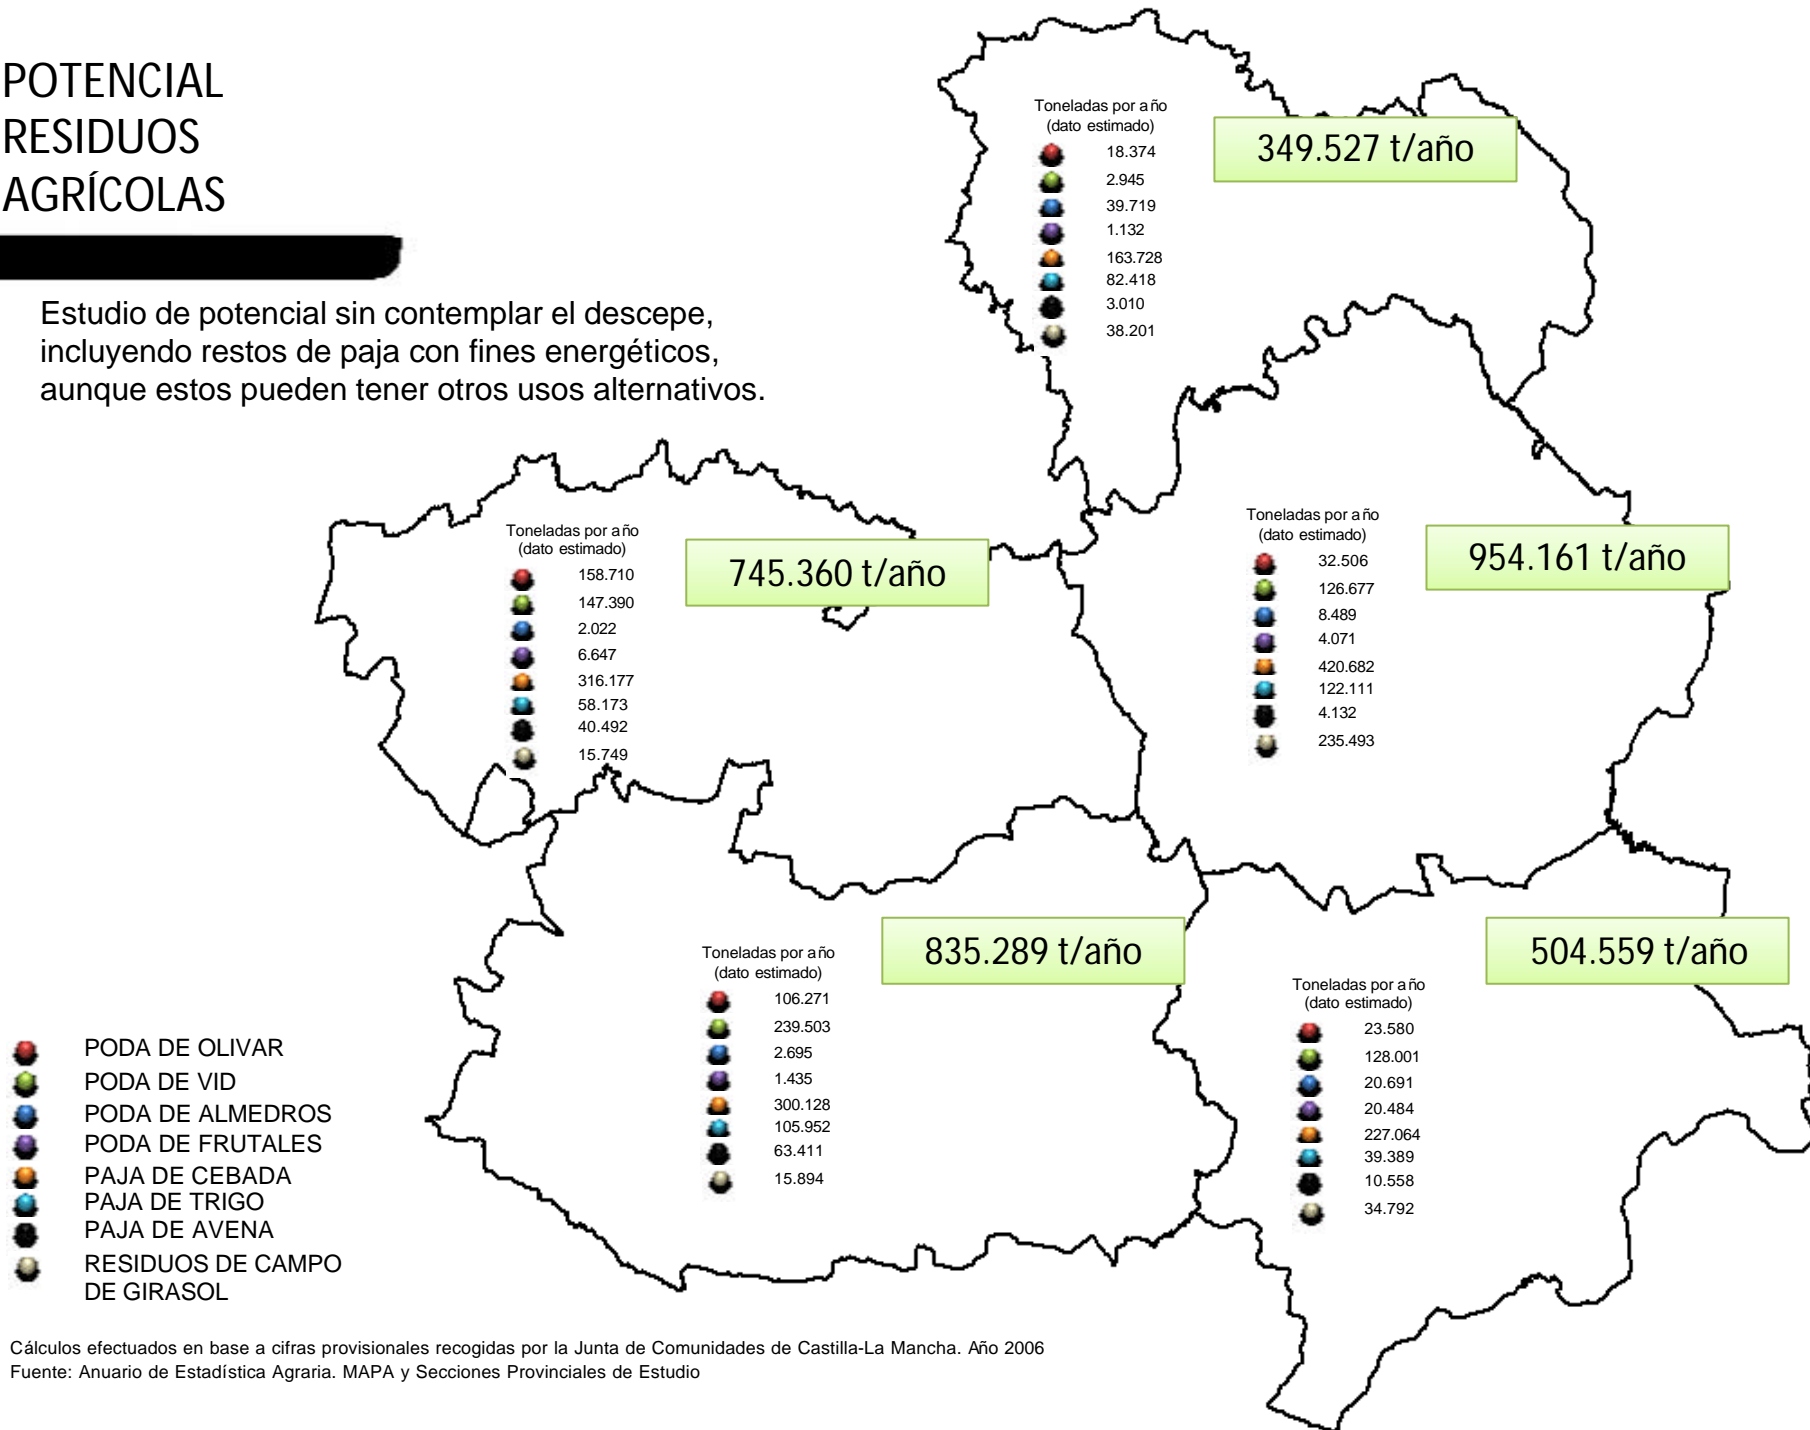 POTENCIAL
RESIDUOS
AGRÍCOLAS
Estudio de potencial sin contemplar el descepe,
incluyendo restos de paja con fines energéticos,
aunque estos pueden tener otros usos alternativos.
Toneladas por año
(dato estimado)
18.374
2.945
39.719
1.132
163.728
82.418
3.010
38.201
349.527 t/año
Toneladas por año
(dato estimado)
158.710
147.390
2.022
6.647
316.177
58.173
40.492
15.749
745.360 t/año
Toneladas por año
(dato estimado)
32.506
126.677
8.489
4.071
420.682
122.111
4.132
235.493
954.161 t/año
Toneladas por año
(dato estimado)
106.271
239.503
2.695
1.435
300.128
105.952
63.411
15.894
835.289 t/año
Toneladas por año
(dato estimado)
23.580
128.001
20.691
20.484
227.064
39.389
10.558
34.792
504.559 t/año
PODA DE OLIVAR
PODA DE VID
PODA DE ALMEDROS
PODA DE FRUTALES
PAJA DE CEBADA
PAJA DE TRIGO
PAJA DE AVENA
RESIDUOS DE CAMPO
DE GIRASOL
Cálculos efectuados en base a cifras provisionales recogidas por la Junta de Comunidades de Castilla-La Mancha. Año 2006
Fuente: Anuario de Estadística Agraria. MAPA y Secciones Provinciales de Estudio